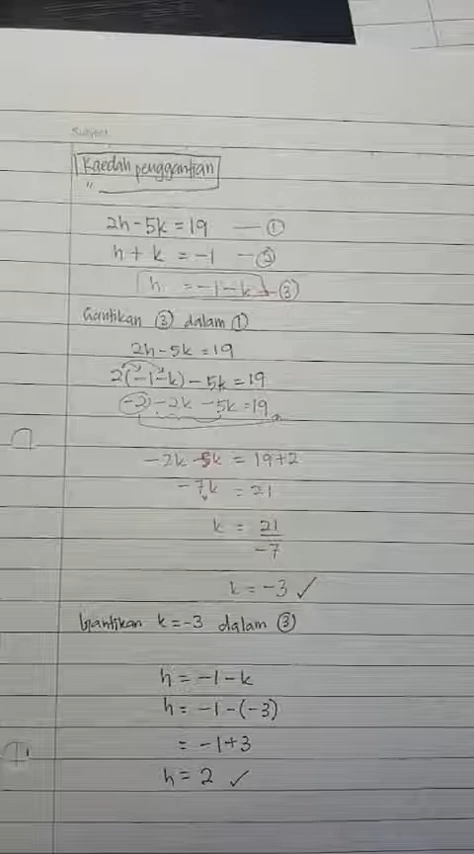 Subject
Kaedah penggantian
2h - 5k = 19 — ①
h + k = -1 — ②
h = -1 - k — ③
Gantikan ③ dalam ①
2h - 5k = 19
2(-1-k) - 5k = 19
-2 - 2k - 5k = 19
-2k - 5k = 19+2
-7k = 21
k = 21/-7
k = -3 ✓
Gantikan k = -3 dalam ③
h = -1 - k
h = -1 - (-3)
= -1+3
h = 2 ✓